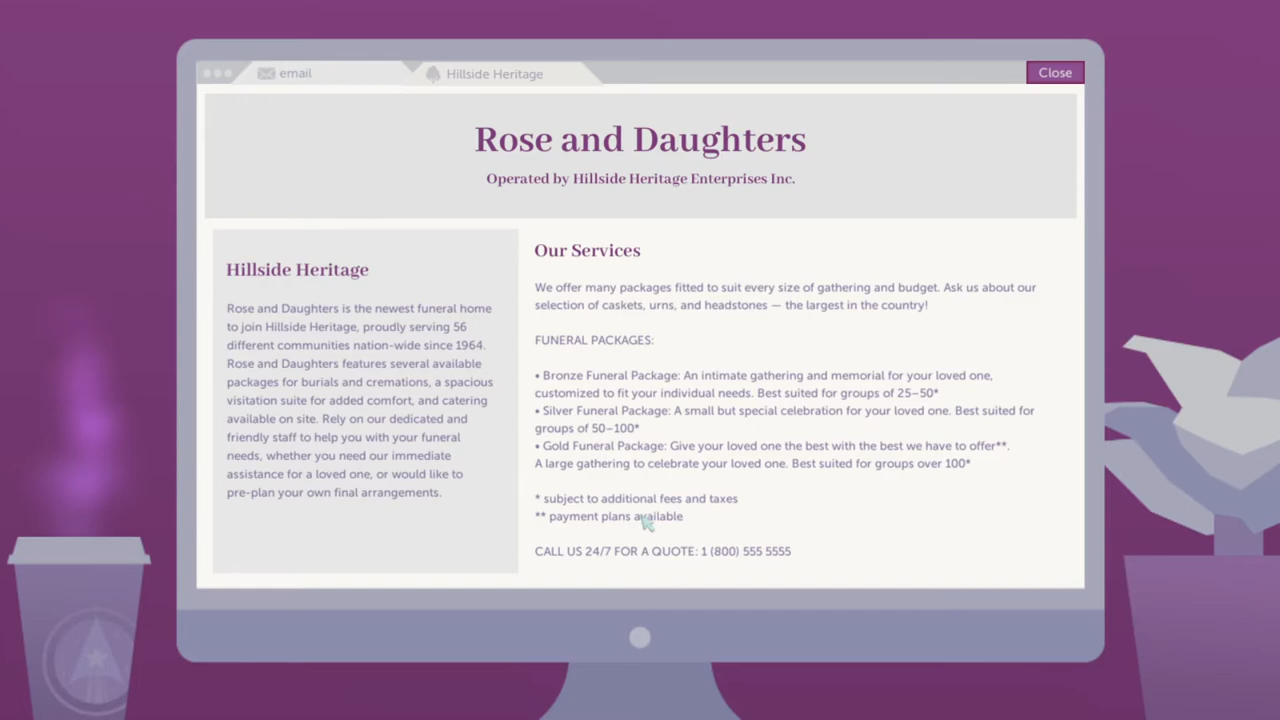 email
Hillside Heritage
Close
Rose and Daughters
Operated by Hillside Heritage Enterprises Inc.
Hillside Heritage
Rose and Daughters is the newest funeral home
to join Hillside Heritage, proudly serving 56
different communities nation-wide since 1964.
Rose and Daughters features several available
packages for burials and cremations, a spacious
visitation suite for added comfort, and catering
available on site. Rely on our dedicated and
friendly staff to help you with your funeral
needs, whether you need our immediate
assistance for a loved one, or would like to
pre-plan your own final arrangements.
Our Services
We offer many packages fitted to suit every size of gathering and budget. Ask us about our
selection of caskets, urns, and headstones — the largest in the country!
FUNERAL PACKAGES:
• Bronze Funeral Package: An intimate gathering and memorial for your loved one,
customized to fit your individual needs. Best suited for groups of 25–50*
• Silver Funeral Package: A small but special celebration for your loved one. Best suited for
groups of 50–100*
• Gold Funeral Package: Give your loved one the best with the best we have to offer**.
A large gathering to celebrate your loved one. Best suited for groups over 100*
* subject to additional fees and taxes
** payment plans available
CALL US 24/7 FOR A QUOTE: 1 (800) 555 5555